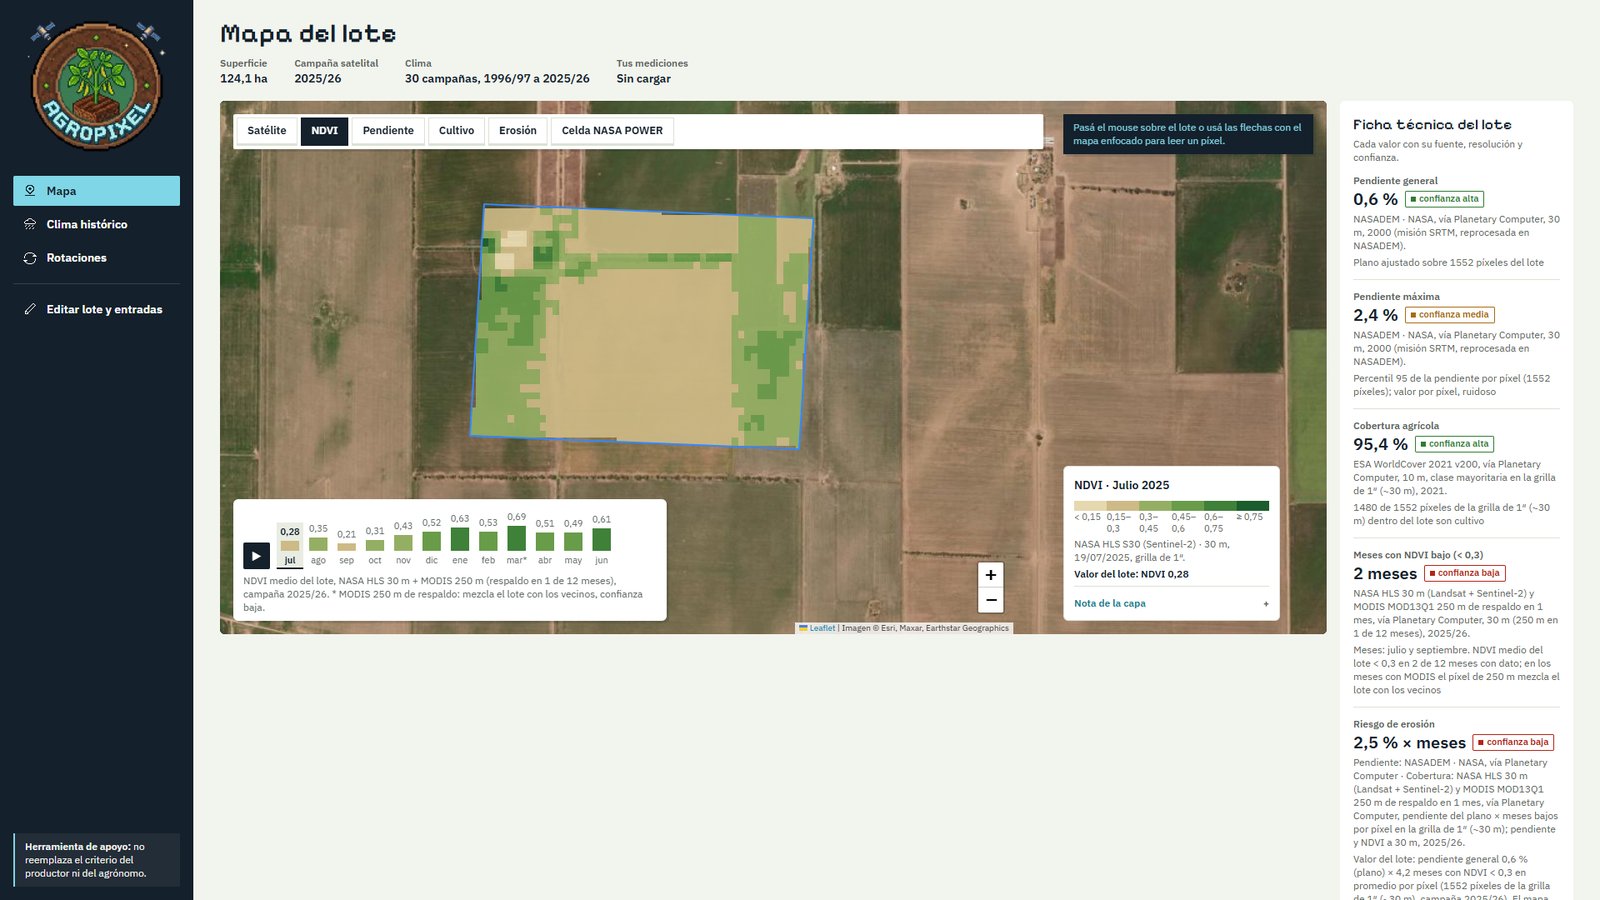 AGROPIXEL
Mapa
Clima histórico
Rotaciones
Editar lote y entradas
Herramienta de apoyo: no
reemplaza el criterio del
productor ni del agrónomo.
Mapa del lote
Superficie
124,1 ha
Campaña satelital
2025/26
Clima
30 campañas, 1996/97 a 2025/26
Tus mediciones
Sin cargar
Satélite NDVI Pendiente Cultivo Erosión Celda NASA POWER
Pasá el mouse sobre el lote o usá las flechas con el
mapa enfocado para leer un píxel.
0,28 0,35 0,21 0,31 0,43 0,52 0,63 0,53 0,69 0,51 0,49 0,61
jul ago sep oct nov dic ene feb mar* abr may jun
NDVI medio del lote, NASA HLS 30 m + MODIS 250 m (respaldo en 1 de 12 meses),
campaña 2025/26. * MODIS 250 m de respaldo: mezcla el lote con los vecinos, confianza
baja.
+
−
NDVI · Julio 2025
< 0,15 0,15–0,3 0,3–0,45 0,45–0,6 0,6–0,75 ≥ 0,75
NASA HLS S30 (Sentinel-2) · 30 m,
19/07/2025, grilla de 1″.
Valor del lote: NDVI 0,28
Nota de la capa +
Leaflet | Imagen © Esri, Maxar, Earthstar Geographics
Ficha técnica del lote
Cada valor con su fuente, resolución y
confianza.
Pendiente general
0,6 % confianza alta
NASADEM · NASA, vía Planetary Computer, 30
m, 2000 (misión SRTM, reprocesada en
NASADEM).
Plano ajustado sobre 1552 píxeles del lote
Pendiente máxima
2,4 % confianza media
NASADEM · NASA, vía Planetary Computer, 30
m, 2000 (misión SRTM, reprocesada en
NASADEM).
Percentil 95 de la pendiente por píxel (1552
píxeles); valor por píxel, ruidoso
Cobertura agrícola
95,4 % confianza alta
ESA WorldCover 2021 v200, vía Planetary
Computer, 10 m, clase mayoritaria en la grilla
de 1″ (~30 m), 2021.
1480 de 1552 píxeles de la grilla de 1″ (~30
m) dentro del lote son cultivo
Meses con NDVI bajo (< 0,3)
2 meses confianza baja
NASA HLS 30 m (Landsat + Sentinel-2) y
MODIS MOD13Q1 250 m de respaldo en 1
mes, vía Planetary Computer, 30 m (250 m en
1 de 12 meses), 2025/26.
Meses: julio y septiembre. NDVI medio del
lote < 0,3 en 2 de 12 meses con dato; en los
meses con MODIS el píxel de 250 m mezcla el
lote con los vecinos
Riesgo de erosión
2,5 % × meses confianza baja
Pendiente: NASADEM · NASA, vía Planetary
Computer · Cobertura: NASA HLS 30 m
(Landsat + Sentinel-2) y MODIS MOD13Q1
250 m de respaldo en 1 mes, vía Planetary
Computer, pendiente del plano × meses bajos
por píxel en la grilla de 1″ (~30 m); pendiente
y NDVI a 30 m, 2025/26.
Valor del lote: pendiente general 0,6 %
(plano) × 4,2 meses con NDVI < 0,3 en
promedio por píxel (1552 píxeles de la grilla
de 1″ (~30 m), campaña 2025/26). El mapa